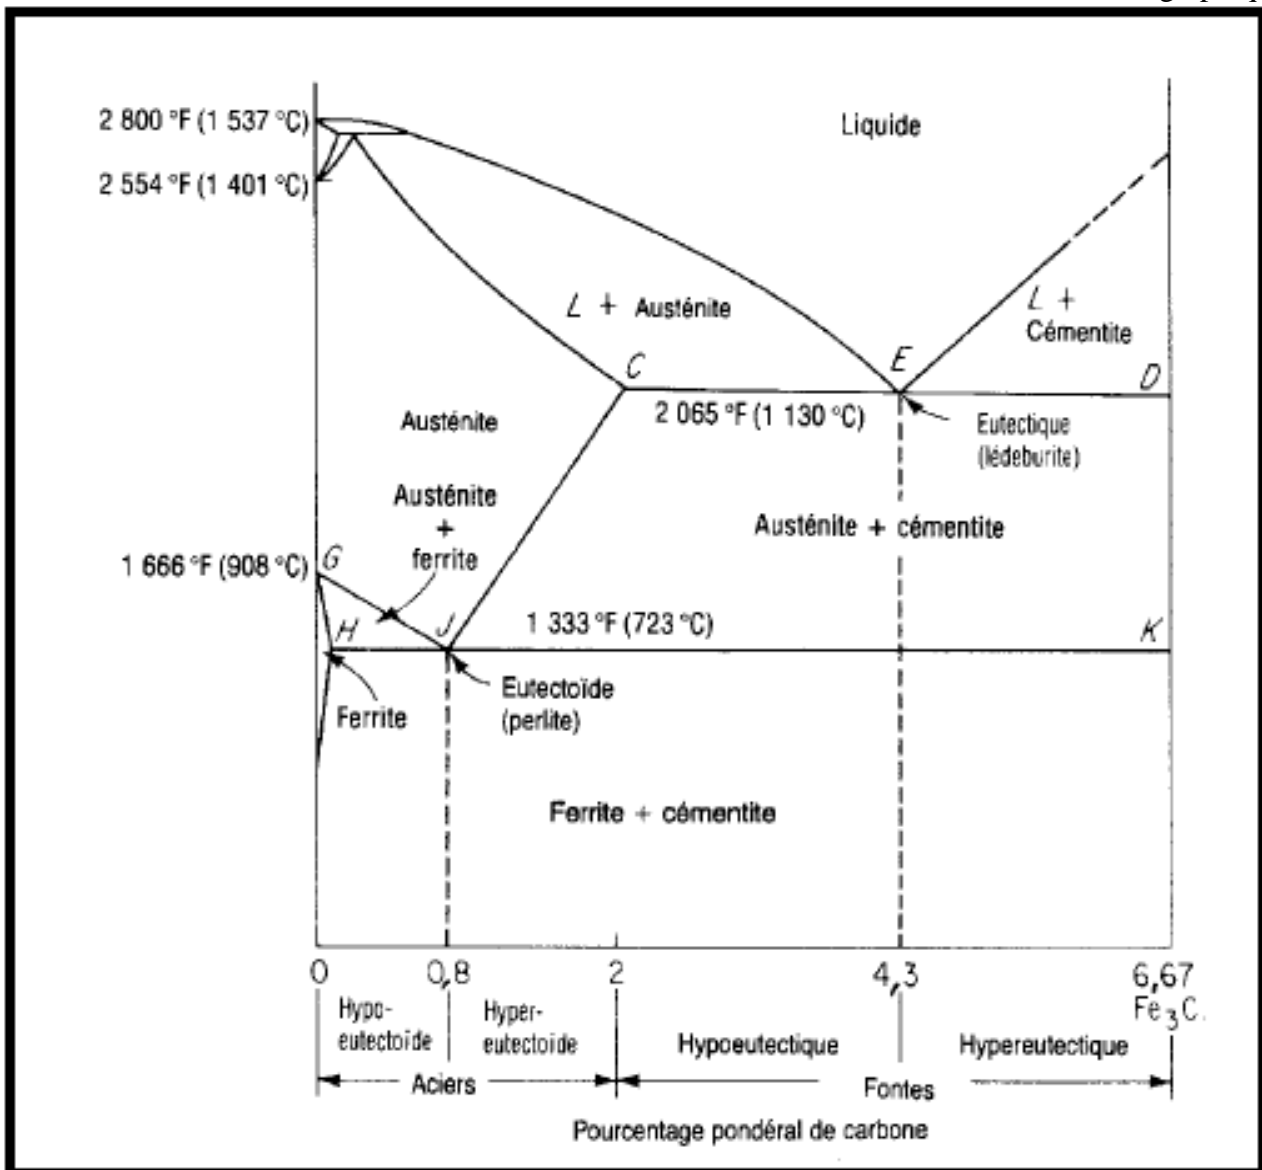 2 800 °F (1 537 °C)
Liquide
2 554 °F (1 401 °C)
L + Austénite
L +
Cémentite
C
E
D
2 065 °F (1 130 °C)
Austénite
Eutectique
(lédeburite)
Austénite
+
ferrite
Austénite + cémentite
1 666 °F (908 °C)
G
H
J
1 333 °F (723 °C)
K
Eutectoïde
(perlite)
Ferrite
Ferrite + cémentite
0
0,8
2
4,3
6,67
Fe3C.
Hypo-
eutectoïde
Hyper-
eutectoïde
Hypoeutectique
Hypereutectique
Aciers
Fontes
Pourcentage pondéral de carbone